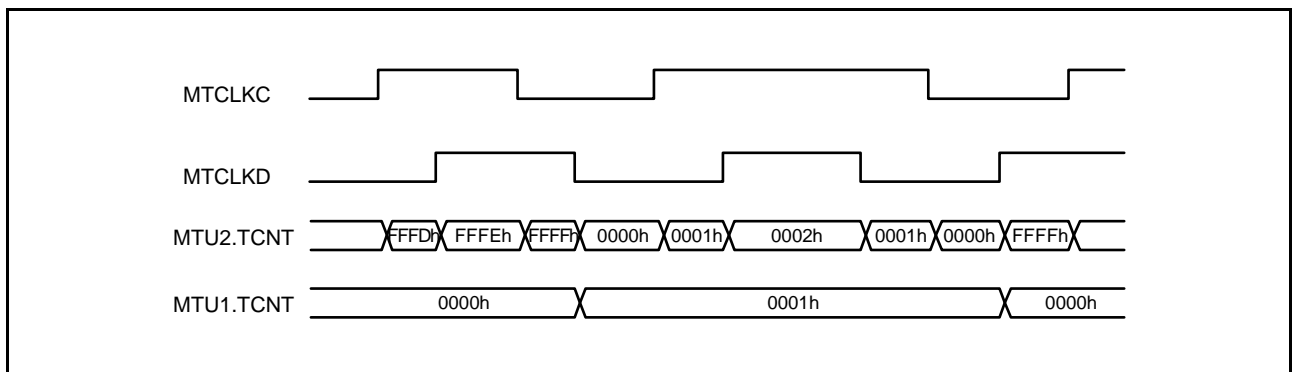 MTCLKC
MTCLKD
MTU2.TCNT FFFDh FFFEh FFFFh 0000h 0001h 0002h 0001h 0000h FFFFh
MTU1.TCNT 0000h 0001h 0000h